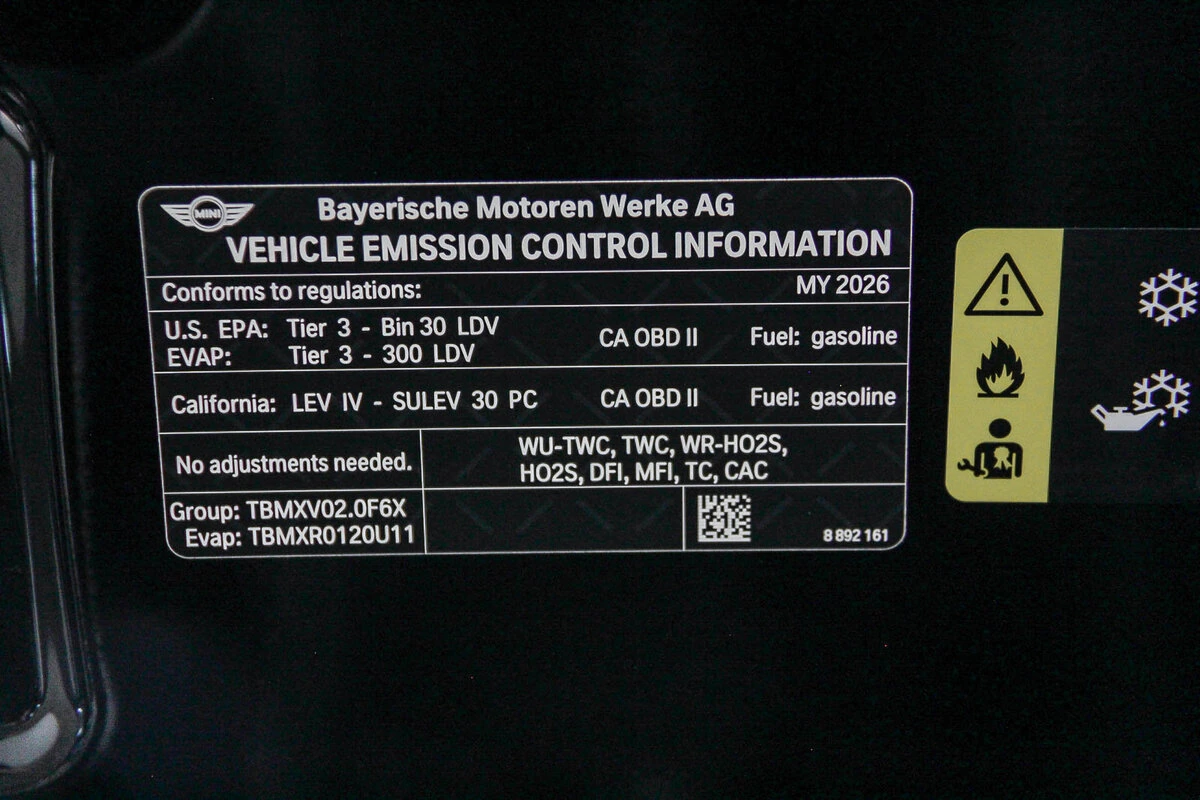 MINI
Bayerische Motoren Werke AG
VEHICLE EMISSION CONTROL INFORMATION
Conforms to regulations: MY 2026
U.S. EPA: Tier 3 - Bin 30 LDV CA OBD II Fuel: gasoline
EVAP: Tier 3 - 300 LDV
California: LEV IV - SULEV 30 PC CA OBD II Fuel: gasoline
No adjustments needed.
WU-TWC, TWC, WR-HO2S,
HO2S, DFI, MFI, TC, CAC
Group: TBMXV02.0F6X
Evap: TBMXR0120U11
8 892 161